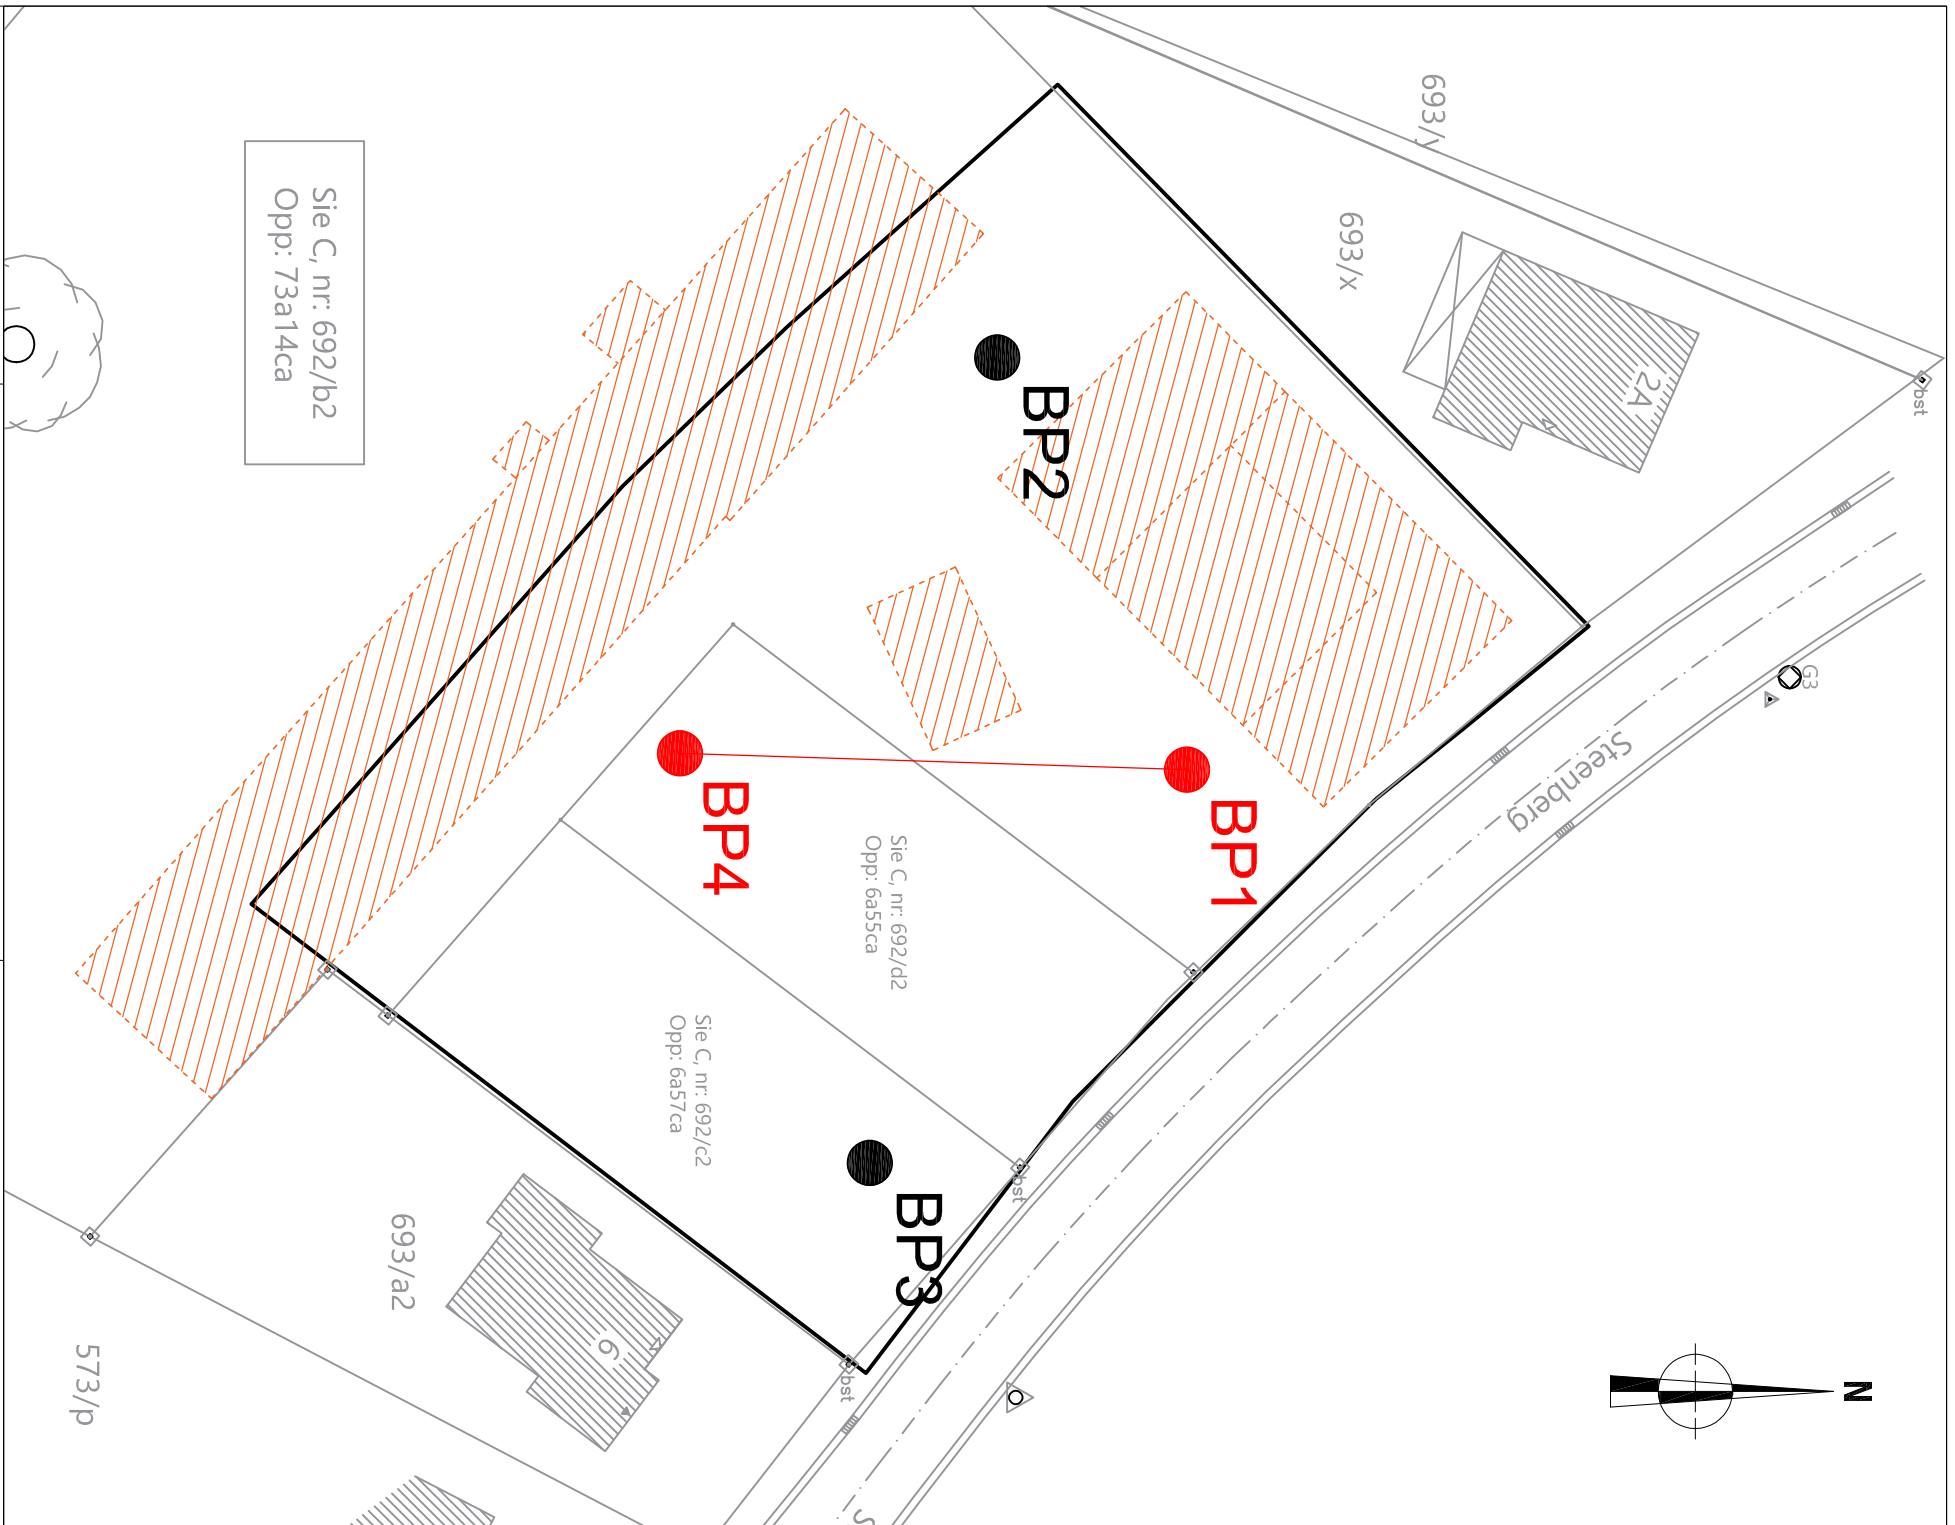 693/y
693/x
2A
bst
G3
Steenberg
Sie C, nr: 692/b2
Opp: 73a14ca
BP2
BP1
BP4
Sie C, nr: 692/d2
Opp: 6a55ca
Sie C, nr: 692/c2
Opp: 6a57ca
BP3
bst
bst
693/a2
6
573/p
S
N